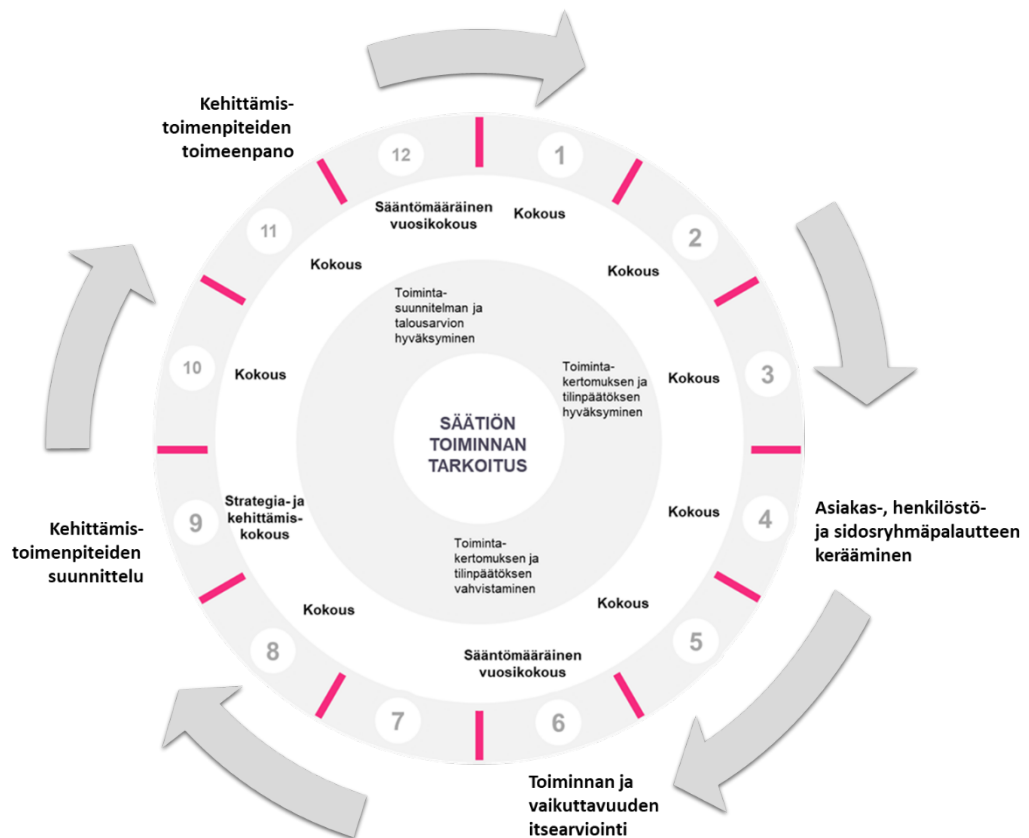 Kehittämis-
toimenpiteiden
toimeenpano
12
1
Sääntömääräinen
vuosikokous
Kokous
11
2
Kokous
Kokous
Toiminta-
suunnitelman ja
talousarvion
hyväksyminen
10
3
Kokous
Toiminta-
kertomuksen ja
tilinpäätöksen
hyväksyminen
Kokous
SÄÄTIÖN
TOIMINNAN
TARKOITUS
Kehittämis-
toimenpiteiden
suunnittelu
9
Strategia- ja
kehittämis-
kokous
Kokous
4
Asiakas-, henkilöstö-
ja sidosryhmäpalautteen
kerääminen
Toiminta-
kertomuksen ja
tilinpäätöksen
vahvistaminen
Kokous
Kokous
8
5
Sääntömääräinen
vuosikokous
7
6
Toiminnan ja
vaikuttavuuden
itsearviointi